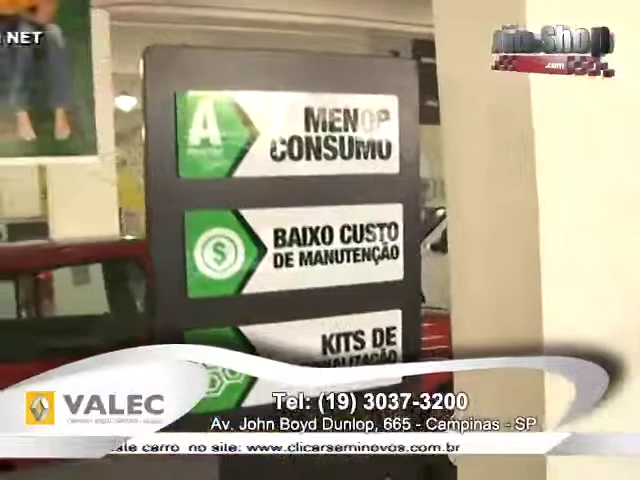 NET
shop
.com
A
MENOR
CONSUMO
$
BAIXO CUSTO
DE MANUTENÇÃO
KITS DE
VALEC
Tel: (19) 3037-3200
Av. John Boyd Dunlop, 665 - Campinas - SP
este carro no site: www.clicarseminovos.com.br